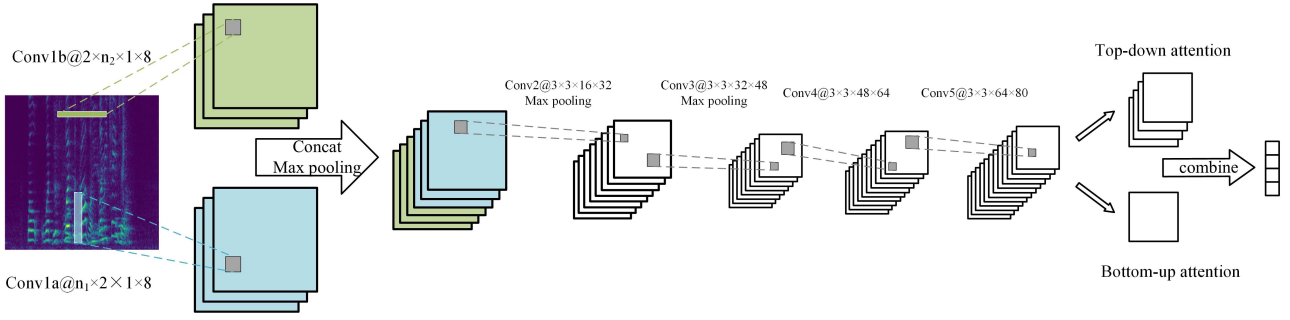 Conv1b@2×n₂×1×8
Conv1a@n₁×2×1×8
Concat
Max pooling
Conv2@3×3×16×32
Max pooling
Conv3@3×3×32×48
Max pooling
Conv4@3×3×48×64
Conv5@3×3×64×80
Top-down attention
combine
Bottom-up attention